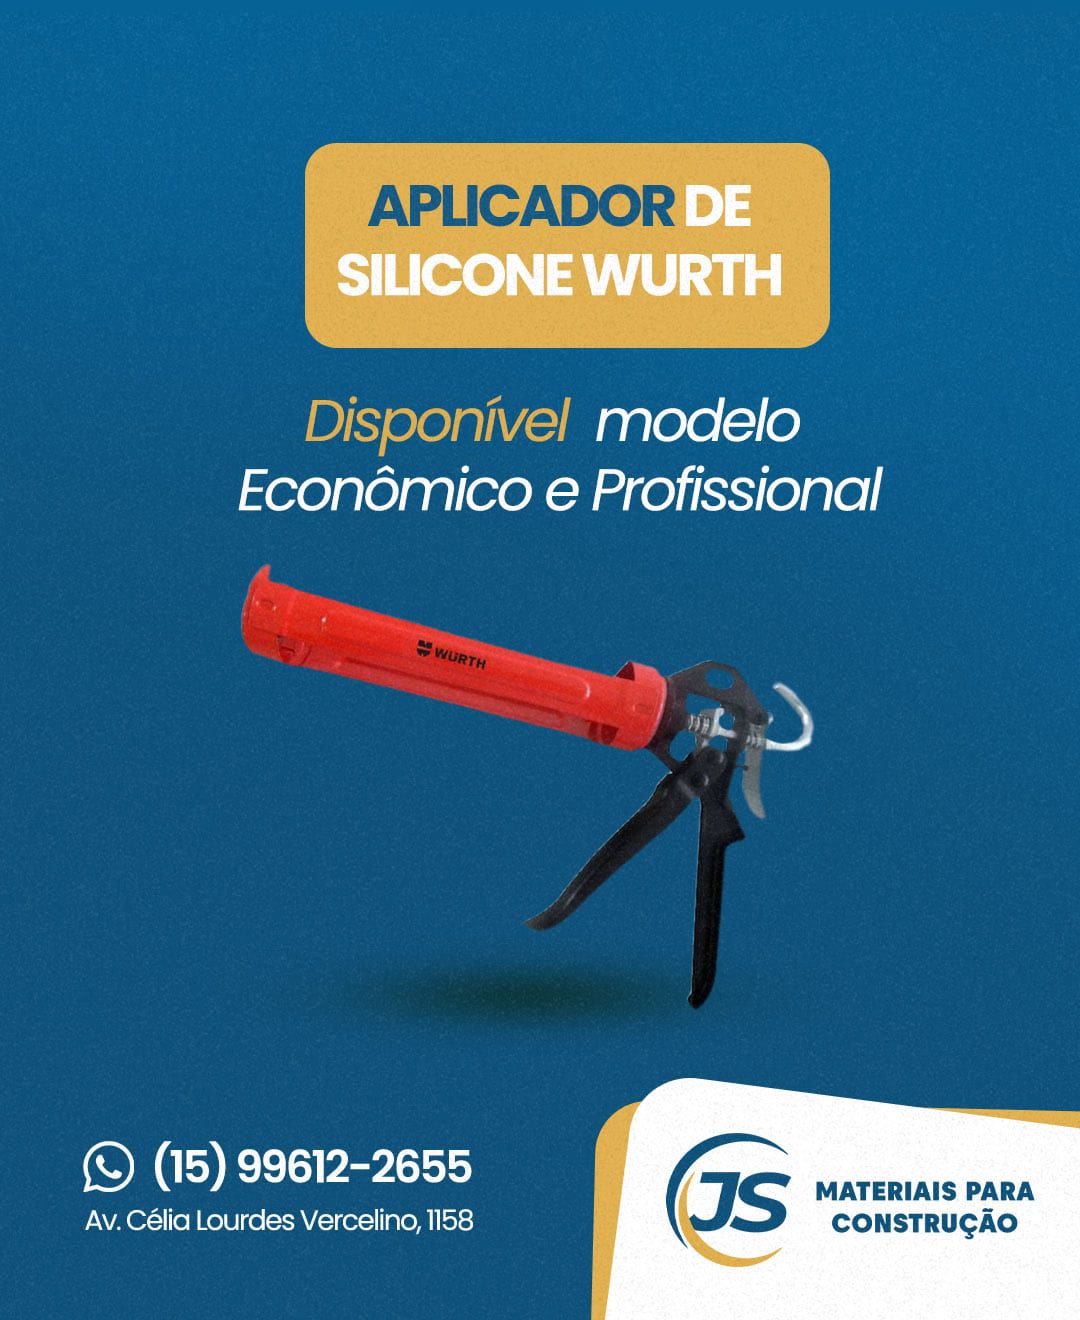 APLICADOR DE
SILICONE WURTH
Disponível modelo
Econômico e Profissional
WURTH
(15) 99612-2655
Av. Célia Lourdes Vercelino, 1158
JS
MATERIAIS PARA
CONSTRUÇÃO